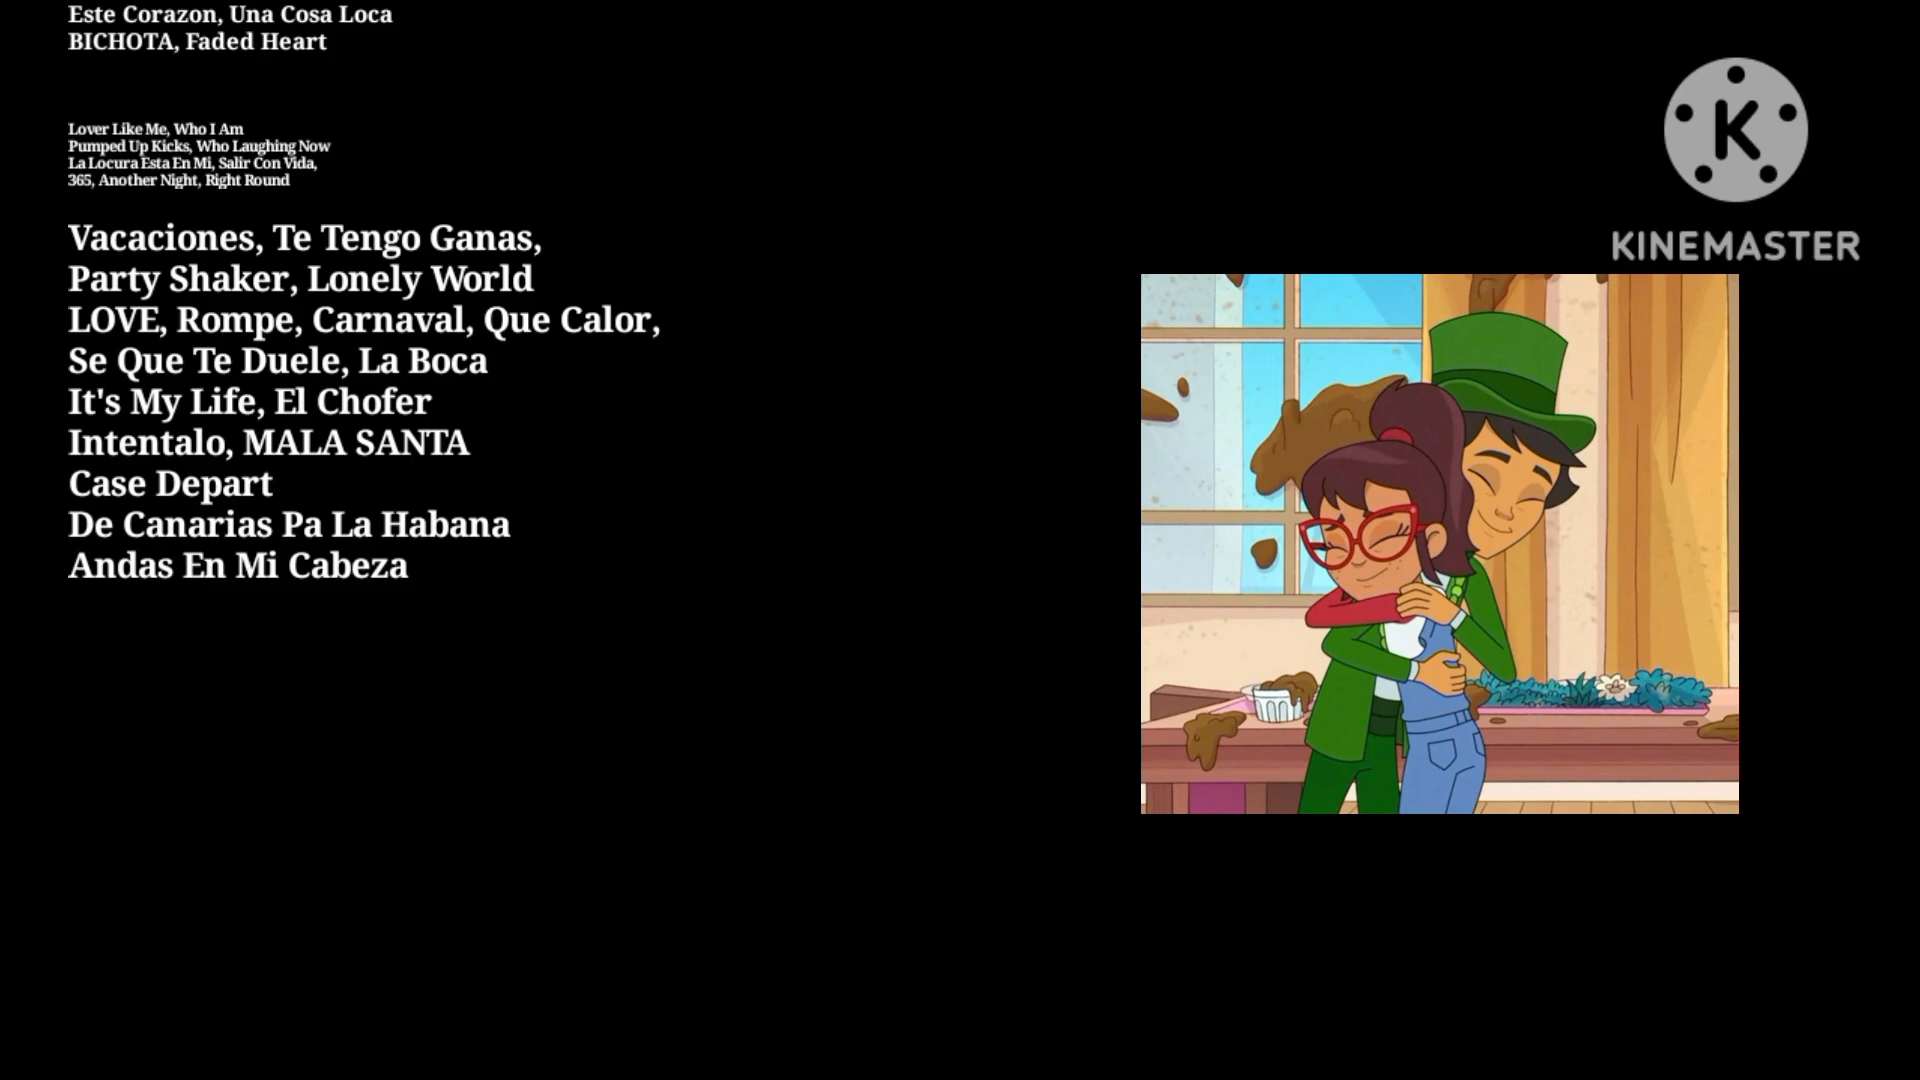 Este Corazon, Una Cosa Loca
BICHOTA, Faded Heart
Lover Like Me, Who I Am
Pumped Up Kicks, Who Laughing Now
La Locura Esta En Mi, Salir Con Vida,
365, Another Night, Right Round
Vacaciones, Te Tengo Ganas,
Party Shaker, Lonely World
LOVE, Rompe, Carnaval, Que Calor,
Se Que Te Duele, La Boca
It's My Life, El Chofer
Intentalo, MALA SANTA
Case Depart
De Canarias Pa La Habana
Andas En Mi Cabeza
K
KINEMASTER